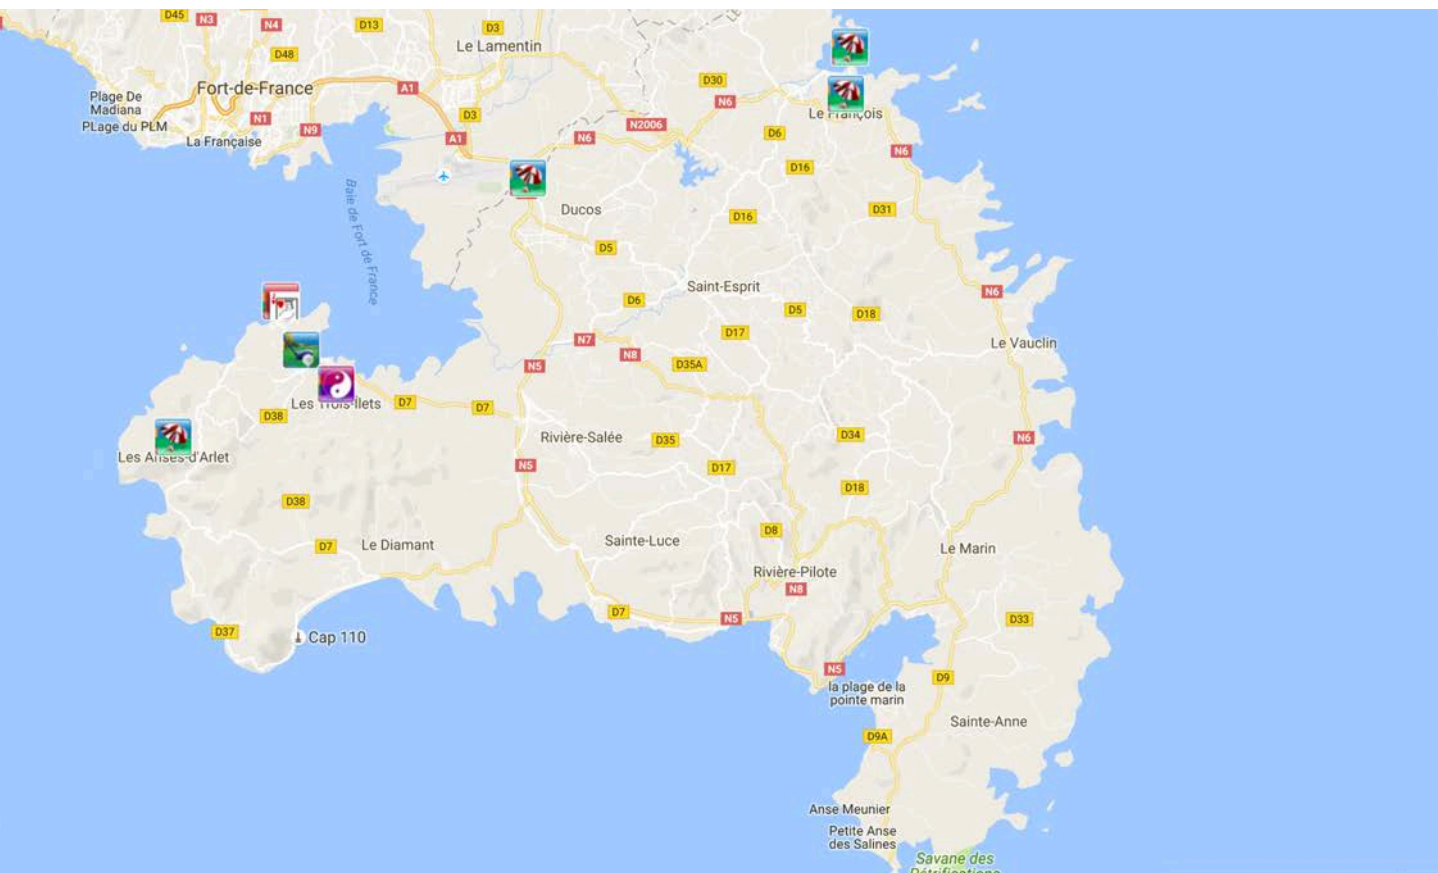 D45
N3
N4
D13
D3
Le Lamentin
D48
Fort-de-France
A1
D30
N6
Plage De
Madiana
PLage du PLM
N1
N9
La Française
D3
A1
N6
N2006
Le François
D6
N6
D16
Ducos
D16
D31
D5
Baie de Fort de France
Saint-Esprit
D6
D5
D18
N6
N7
N8
D17
Le Vauclin
N5
D35A
Les Trois-Îlets
D7
D7
D38
Rivière-Salée
D35
D34
N6
Les Anses-d'Arlet
N5
D17
D38
D18
D7
Le Diamant
Sainte-Luce
D8
Le Marin
Rivière-Pilote
N8
D37
Cap 110
D7
N5
D33
N5
D9
la plage de la
pointe marin
Sainte-Anne
D9A
Anse Meunier
Petite Anse
des Salines
Savane des
Pétrifications